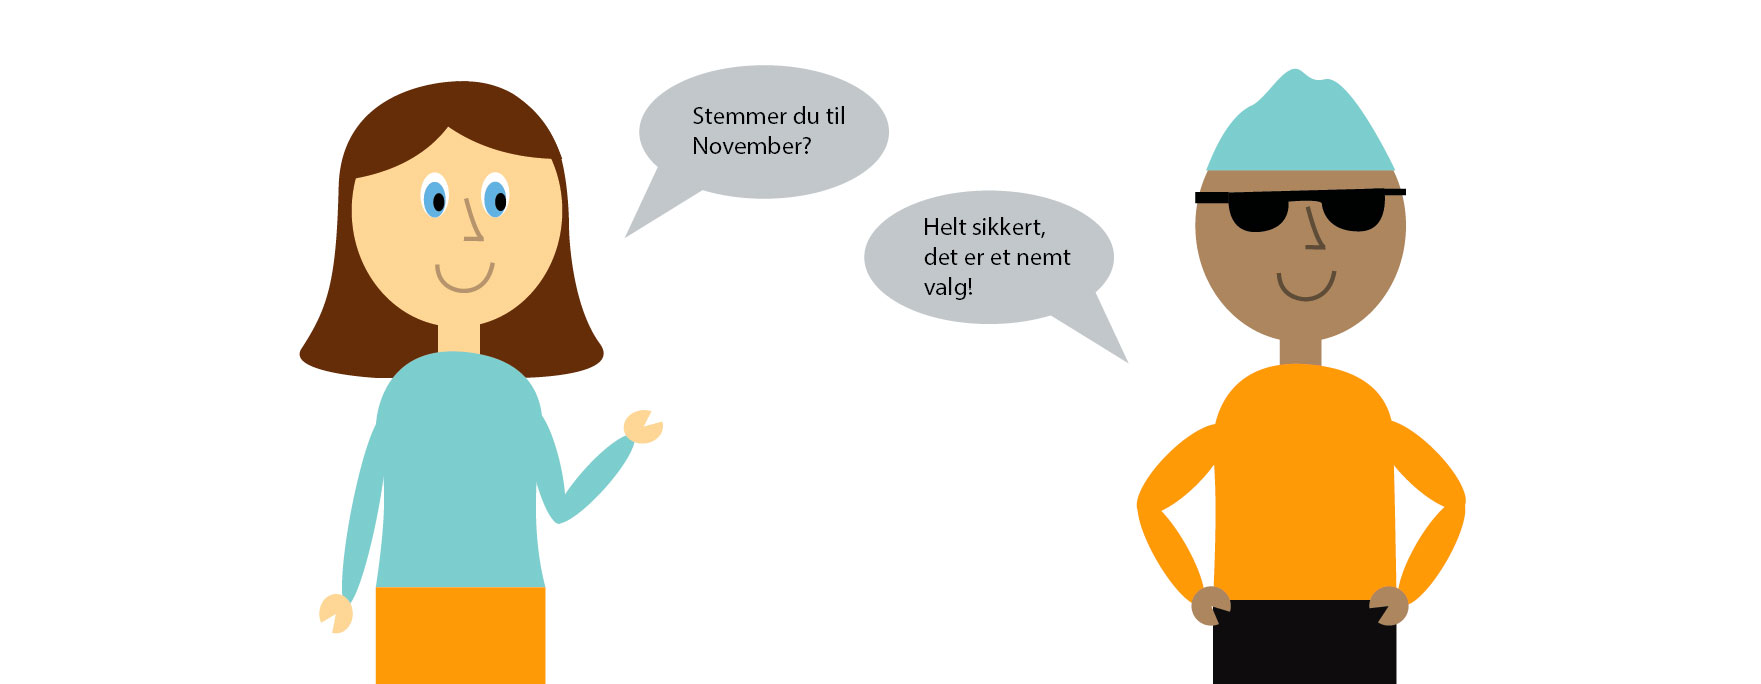 Stemmer du til
November?
Helt sikkert,
det er et nemt
valg!